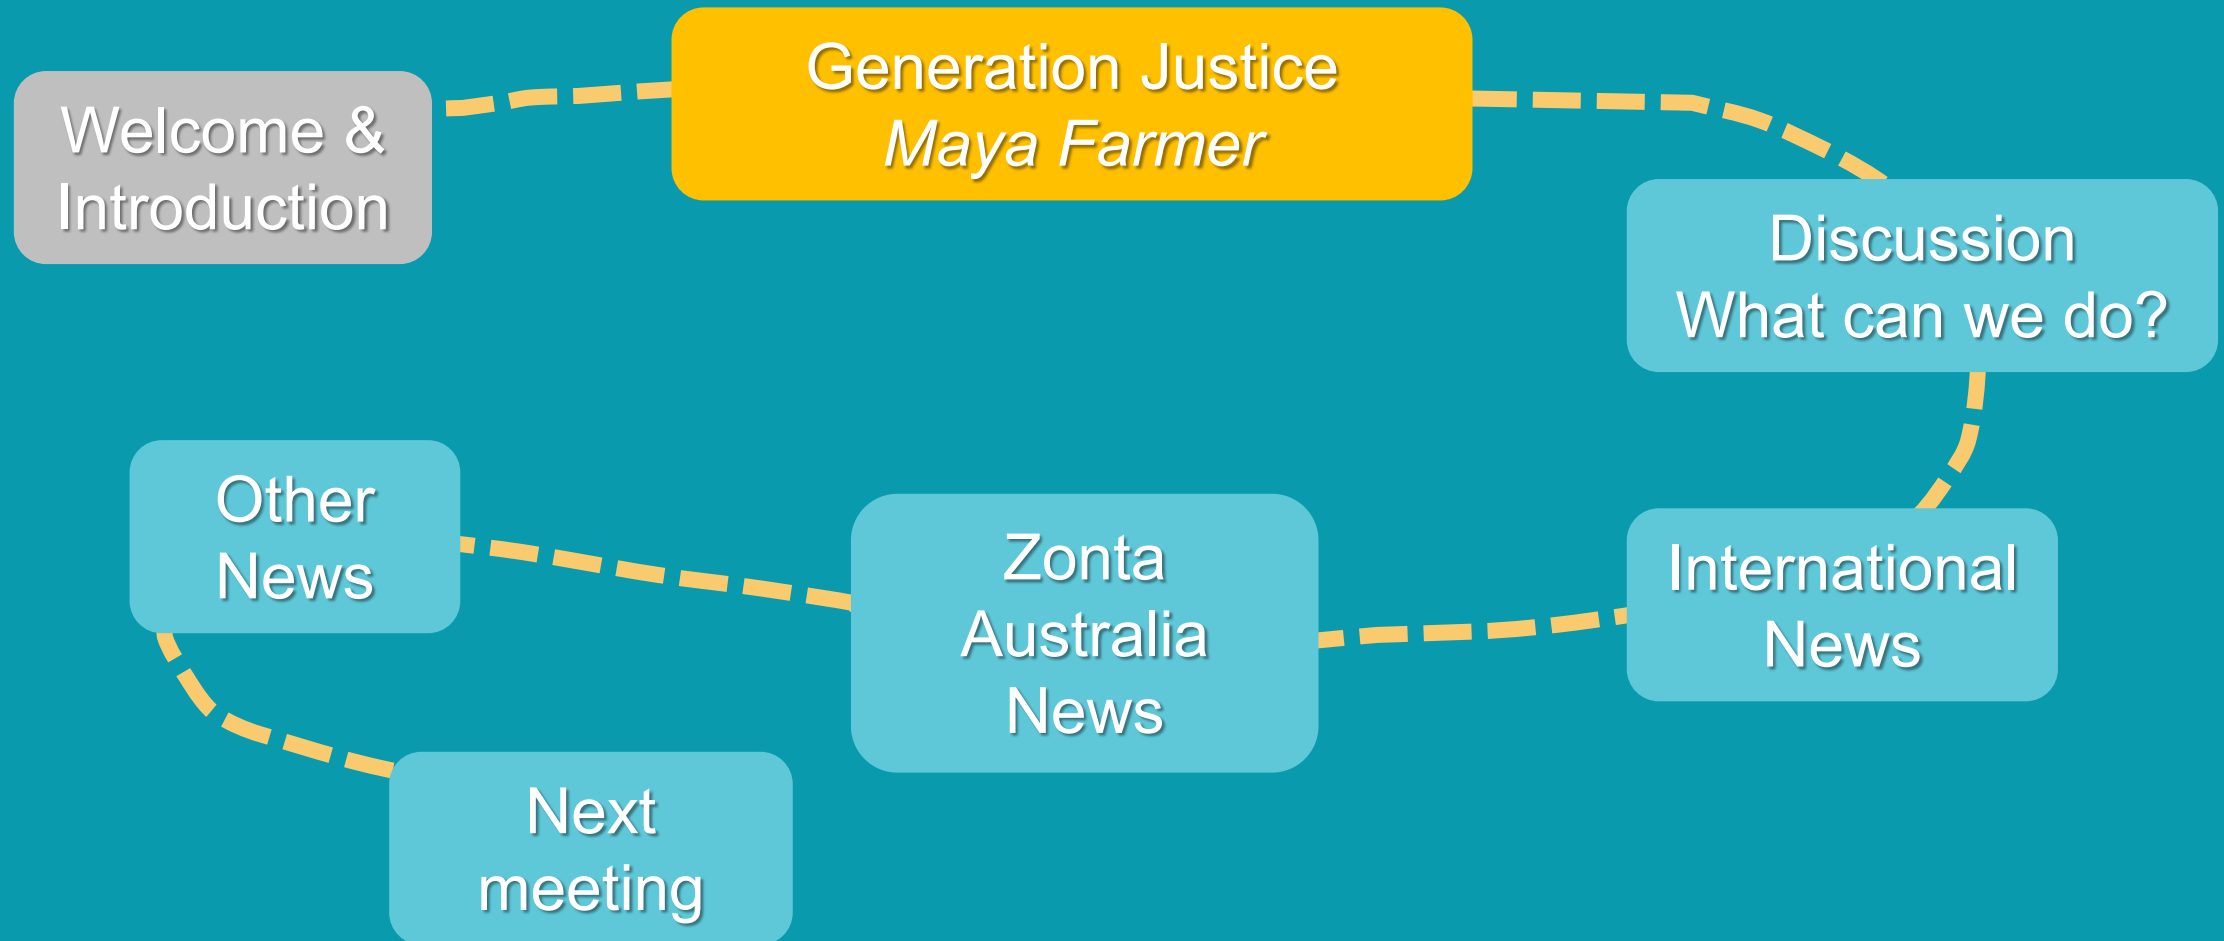 Welcome &
Introduction
Generation Justice
Maya Farmer
Discussion
What can we do?
International
News
Zonta
Australia
News
Other
News
Next
meeting